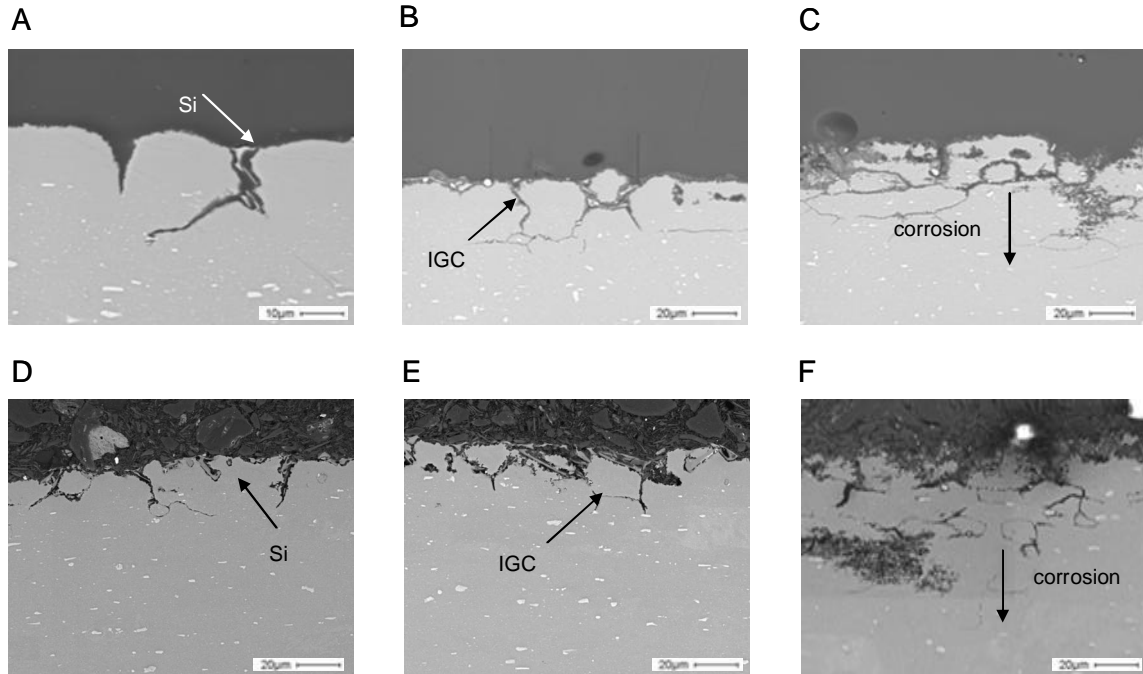 A
B
C
Si
IGC
corrosion
10µm
20µm
20µm
D
E
F
Si
IGC
corrosion
20µm
20µm
20µm